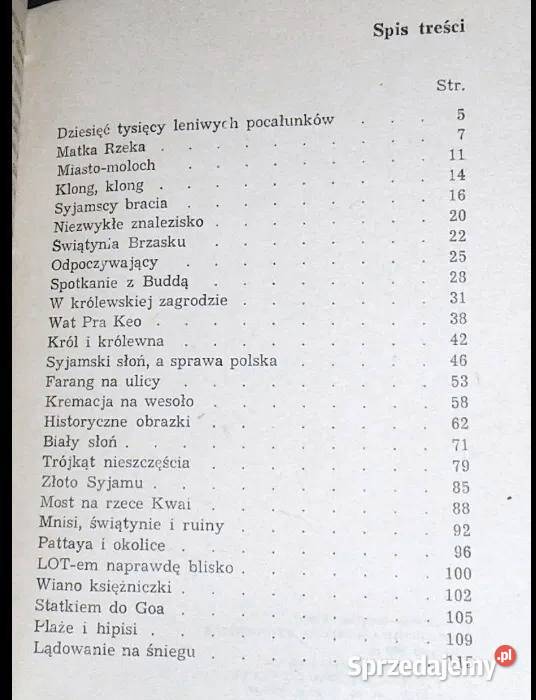 Spis treści
Str.
Dziesięć tysięcy leniwych pocałunków . . . 5
Matka Rzeka . . . . . . . . 7
Miasto-moloch . . . . . . . 11
Klong, klong . . . . . . . . 14
Syjamscy bracia . . . . . . . 16
Niezwykłe znalezisko . . . . . . 20
Świątynia Brzasku . . . . . . 22
Odpoczywający . . . . . . . 25
Spotkanie z Buddą . . . . . . 28
W królewskiej zagrodzie . . . . . 31
Wat Pra Keo . . . . . . . . 38
Król i królewna . . . . . . . 42
Syjamski słoń, a sprawa polska . . . . 46
Farang na ulicy . . . . . . . 53
Kremacja na wesoło . . . . . . 58
Historyczne obrazki . . . . . . 62
Biały słoń . . . . . . . . . 71
Trójkąt nieszczęścia . . . . . . 79
Złoto Syjamu . . . . . . . . 85
Most na rzece Kwai . . . . . . 88
Mnisi, świątynie i ruiny . . . . . 92
Pattaya i okolice . . . . . . . 96
LOT-em naprawdę blisko . . . . . 100
Wiano księżniczki . . . . . . . 102
Statkiem do Goa . . . . . . . 105
Plaże i hipisi . . . . . . . . 109
Lądowanie na śniegu . . . . . .
Sprzedajemy.pl